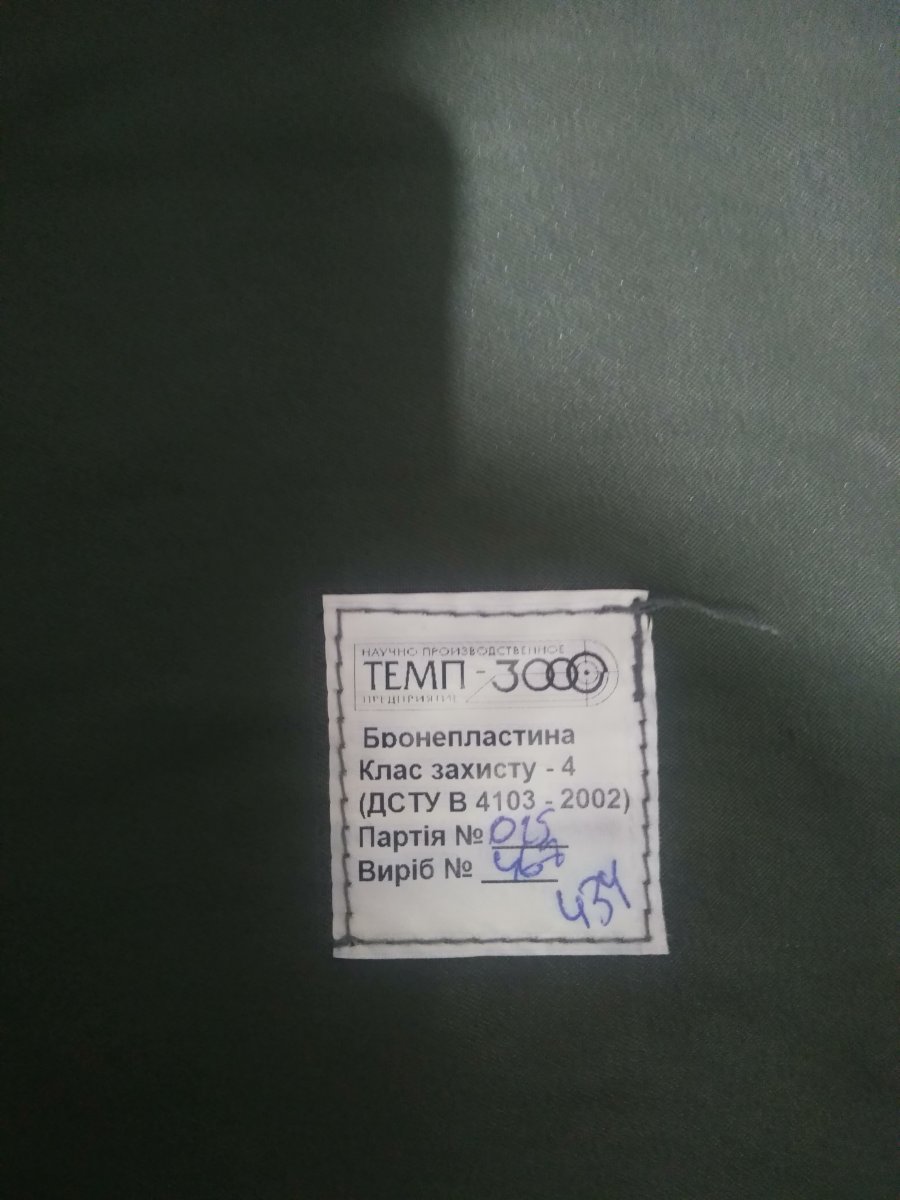 НАУЧНО ПРОИЗВОДСТВЕННОЕ
ТЕМП - 3000
ПРЕДПРИЯТИЕ
Бронепластина
Клас захисту - 4
(ДСТУ В 4103 - 2002)
Партія № 015
Виріб №
434